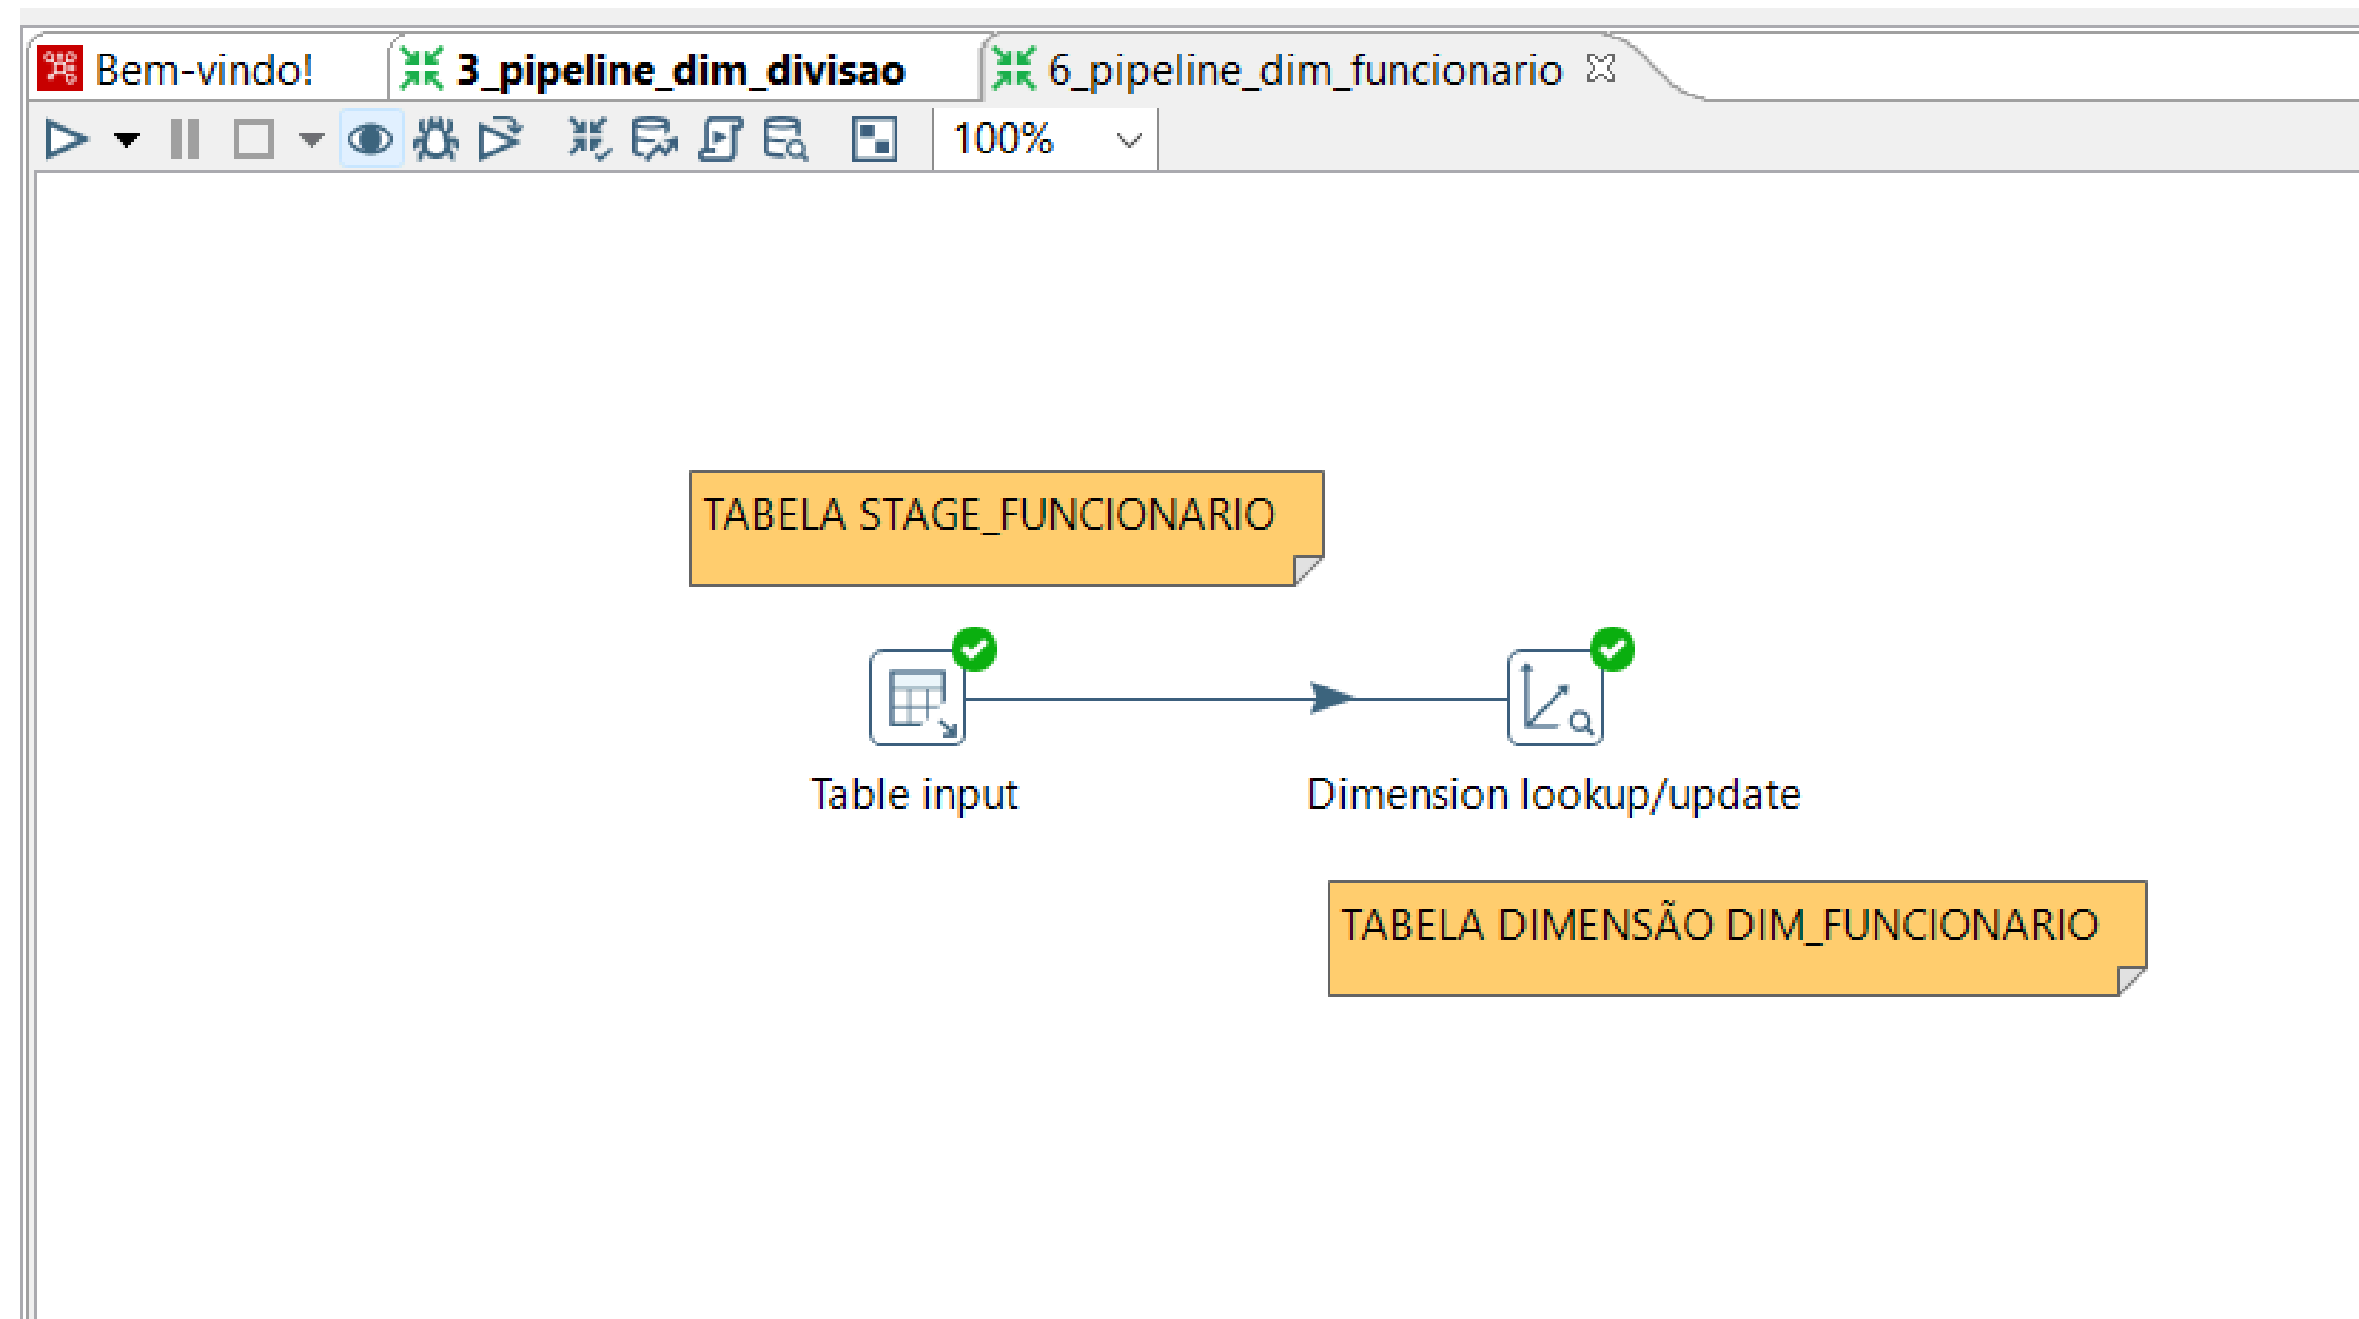 Bem-vindo!
3_pipeline_dim_divisao
6_pipeline_dim_funcionario
100%
TABELA STAGE_FUNCIONARIO
Table input
Dimension lookup/update
TABELA DIMENSÃO DIM_FUNCIONARIO